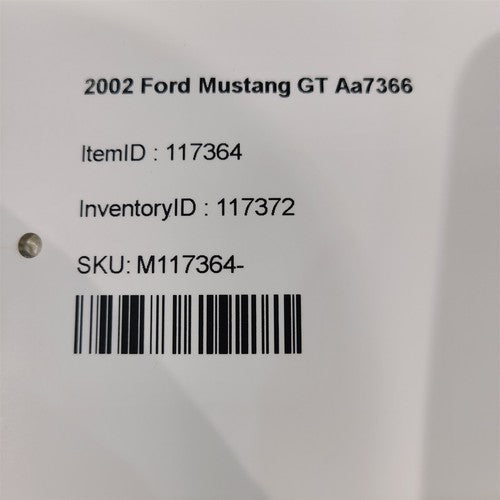 2002 Ford Mustang GT Aa7366
ItemID : 117364
InventoryID : 117372
SKU: M117364-